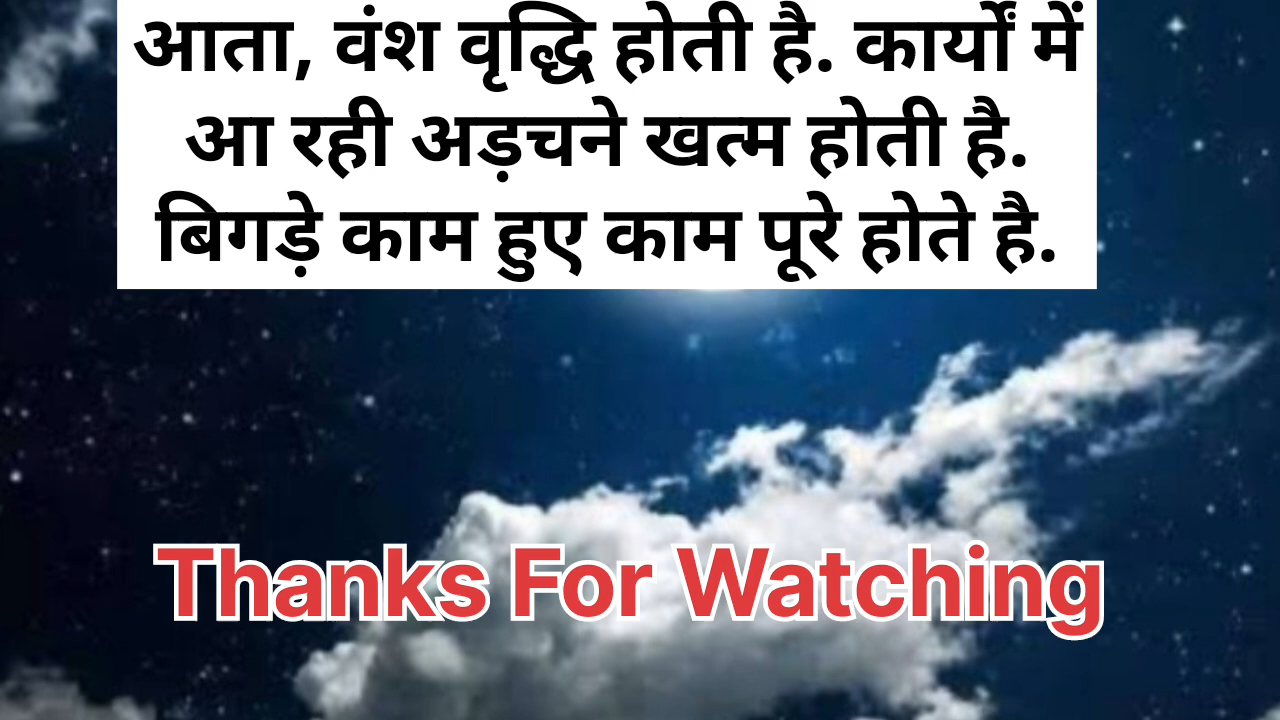 आता, वंश वृद्धि होती है. कार्यों में
आ रही अड़चने खत्म होती है.
बिगड़े काम हुए काम पूरे होते है.
Thanks For Watching